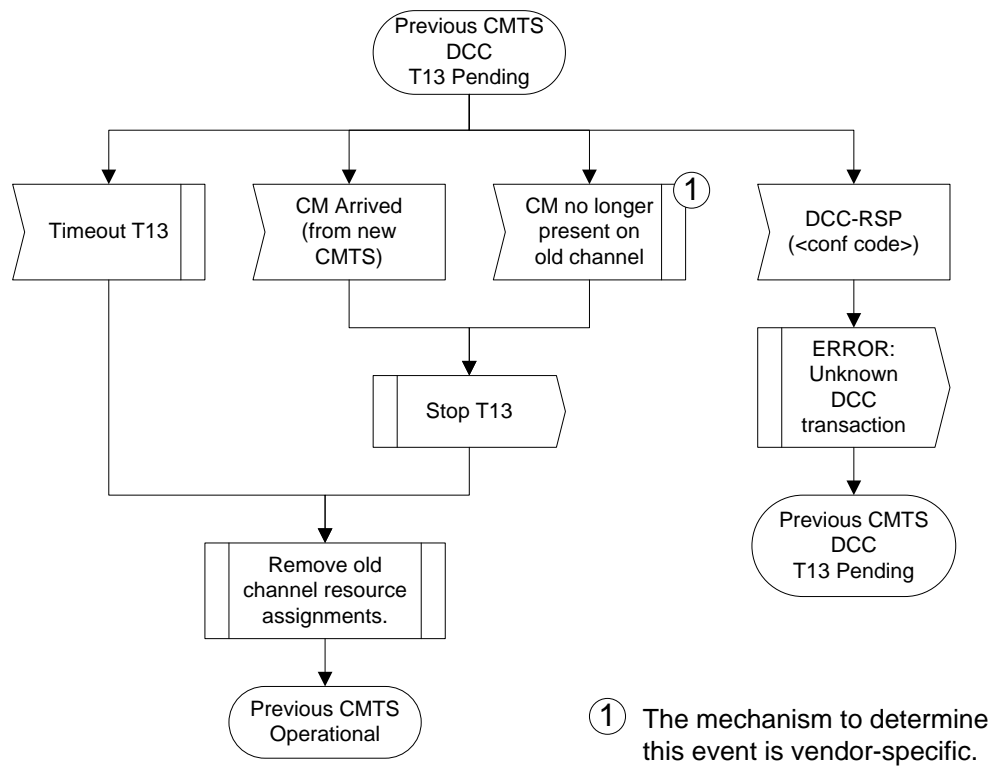 Previous CMTS
DCC
T13 Pending
Timeout T13
CM Arrived
(from new
CMTS)
CM no longer
present on
old channel
1
DCC-RSP
(<conf code>)
ERROR:
Unknown
DCC
transaction
Stop T13
Previous CMTS
DCC
T13 Pending
Remove old
channel resource
assignments.
Previous CMTS
Operational
1 The mechanism to determine
this event is vendor-specific.